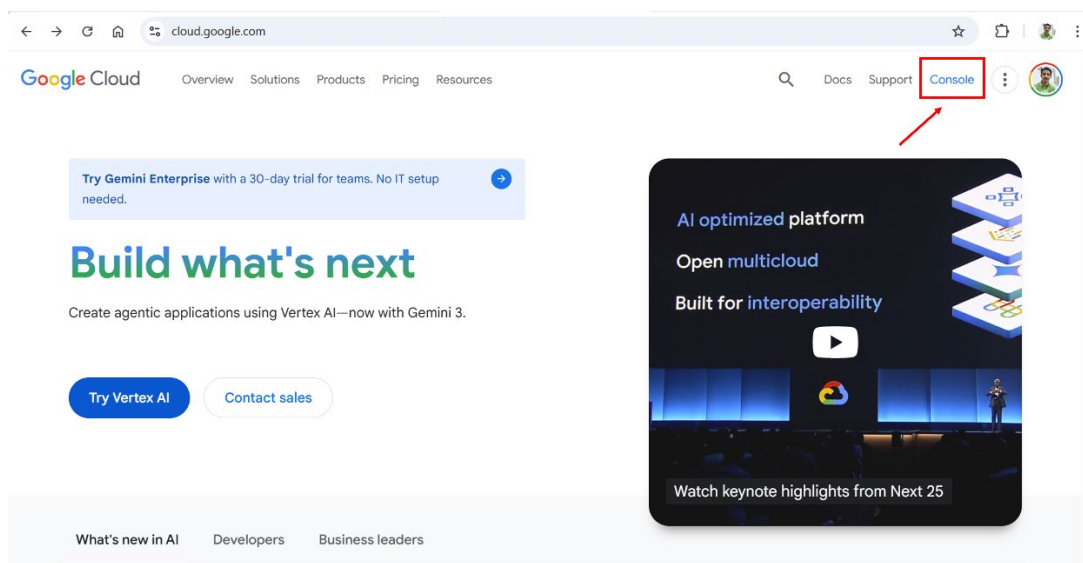 cloud.google.com
Google Cloud Overview Solutions Products Pricing Resources Docs Support Console
Try Gemini Enterprise with a 30-day trial for teams. No IT setup
needed.
Build what's next
Create agentic applications using Vertex AI—now with Gemini 3.
Try Vertex AI Contact sales
AI optimized platform
Open multicloud
Built for interoperability
Watch keynote highlights from Next 25
What's new in AI Developers Business leaders